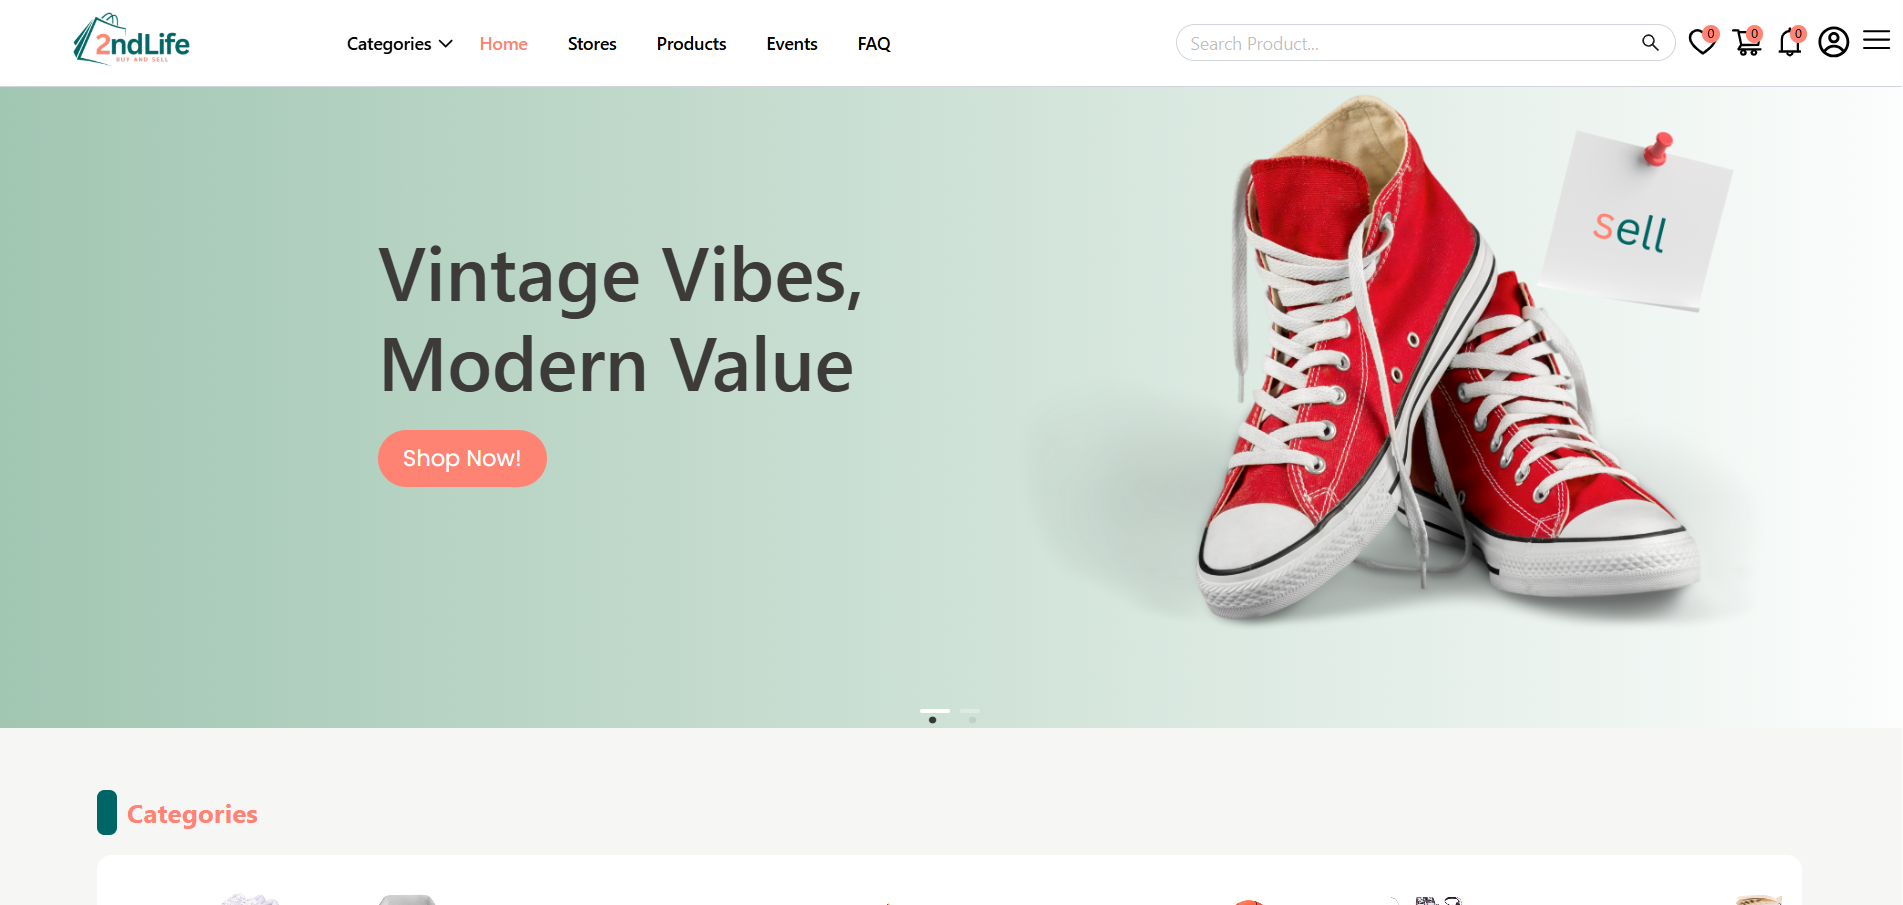 2ndLife
BUY AND SELL
Categories Home Stores Products Events FAQ
Search Product...
0 0 0
sell
Vintage Vibes,
Modern Value
Shop Now!
Categories